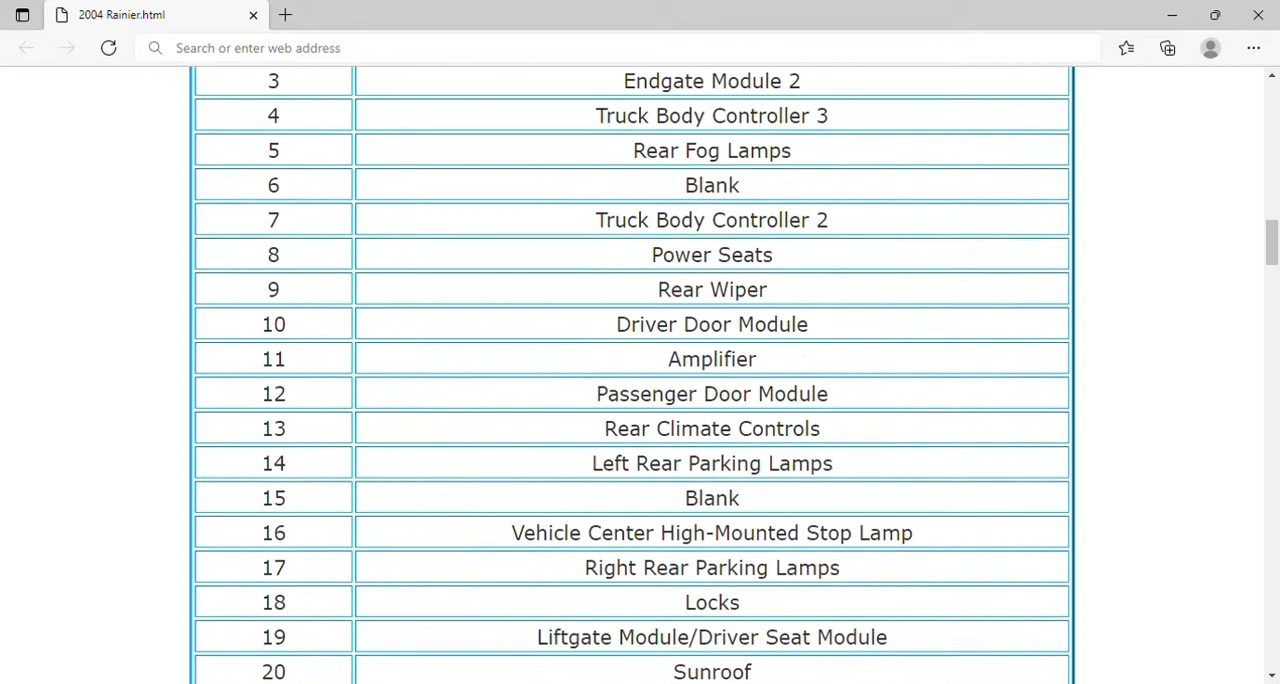 2004 Rainier.html
Search or enter web address
3 Endgate Module 2
4 Truck Body Controller 3
5 Rear Fog Lamps
6 Blank
7 Truck Body Controller 2
8 Power Seats
9 Rear Wiper
10 Driver Door Module
11 Amplifier
12 Passenger Door Module
13 Rear Climate Controls
14 Left Rear Parking Lamps
15 Blank
16 Vehicle Center High-Mounted Stop Lamp
17 Right Rear Parking Lamps
18 Locks
19 Liftgate Module/Driver Seat Module
20 Sunroof